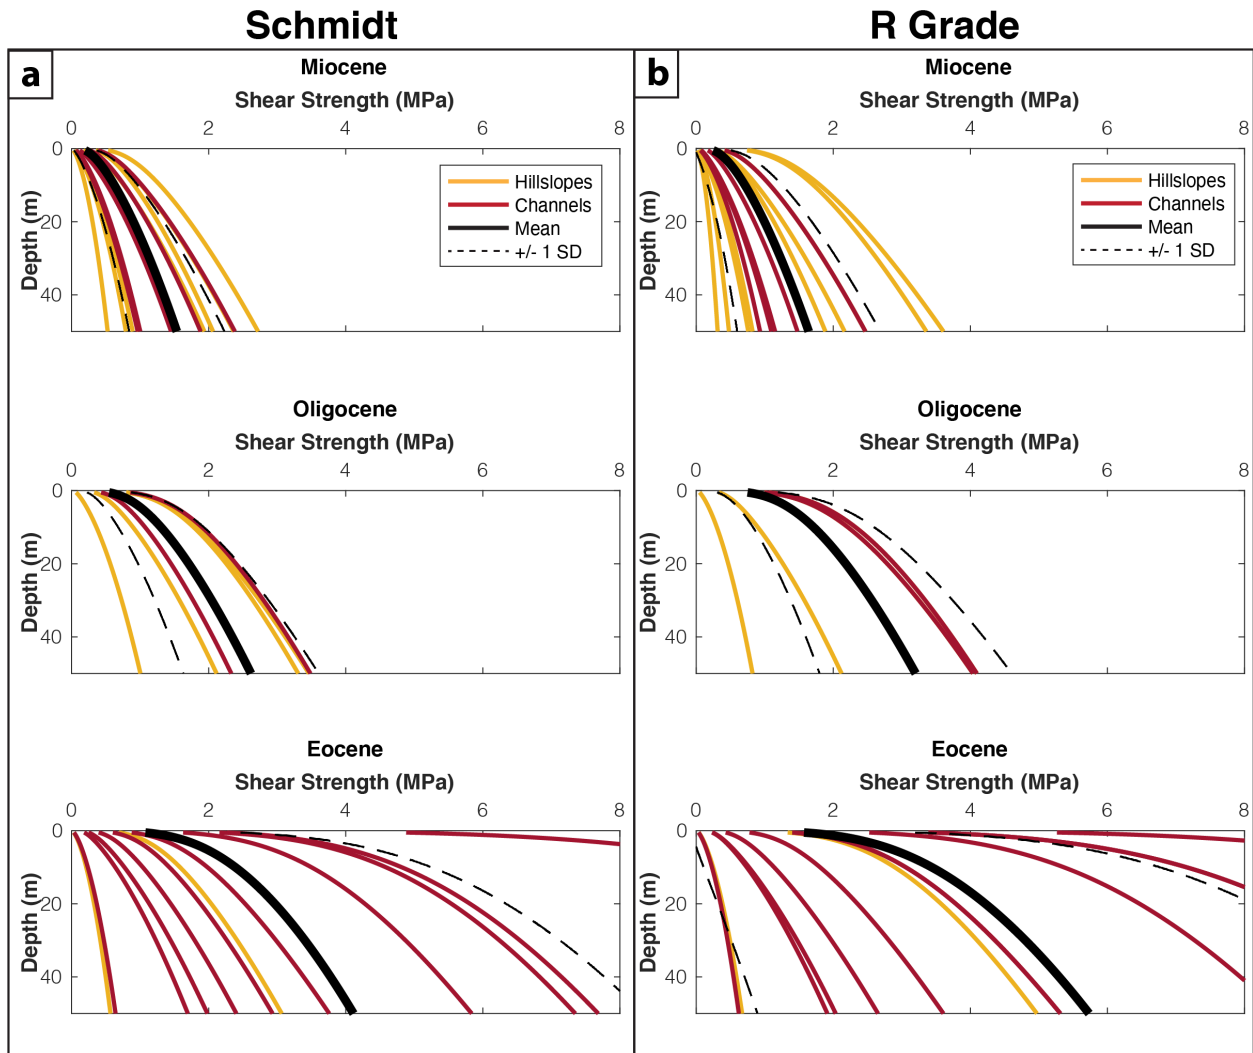 Schmidt
R Grade
a
Miocene
Shear Strength (MPa)
0 2 4 6 8
0
20
40
Depth (m)
Hillslopes
Channels
Mean
+/- 1 SD
Oligocene
Shear Strength (MPa)
0 2 4 6 8
0
20
40
Depth (m)
Eocene
Shear Strength (MPa)
0 2 4 6 8
0
20
40
Depth (m)
b
Miocene
Shear Strength (MPa)
0 2 4 6 8
0
20
40
Depth (m)
Hillslopes
Channels
Mean
+/- 1 SD
Oligocene
Shear Strength (MPa)
0 2 4 6 8
0
20
40
Depth (m)
Eocene
Shear Strength (MPa)
0 2 4 6 8
0
20
40
Depth (m)